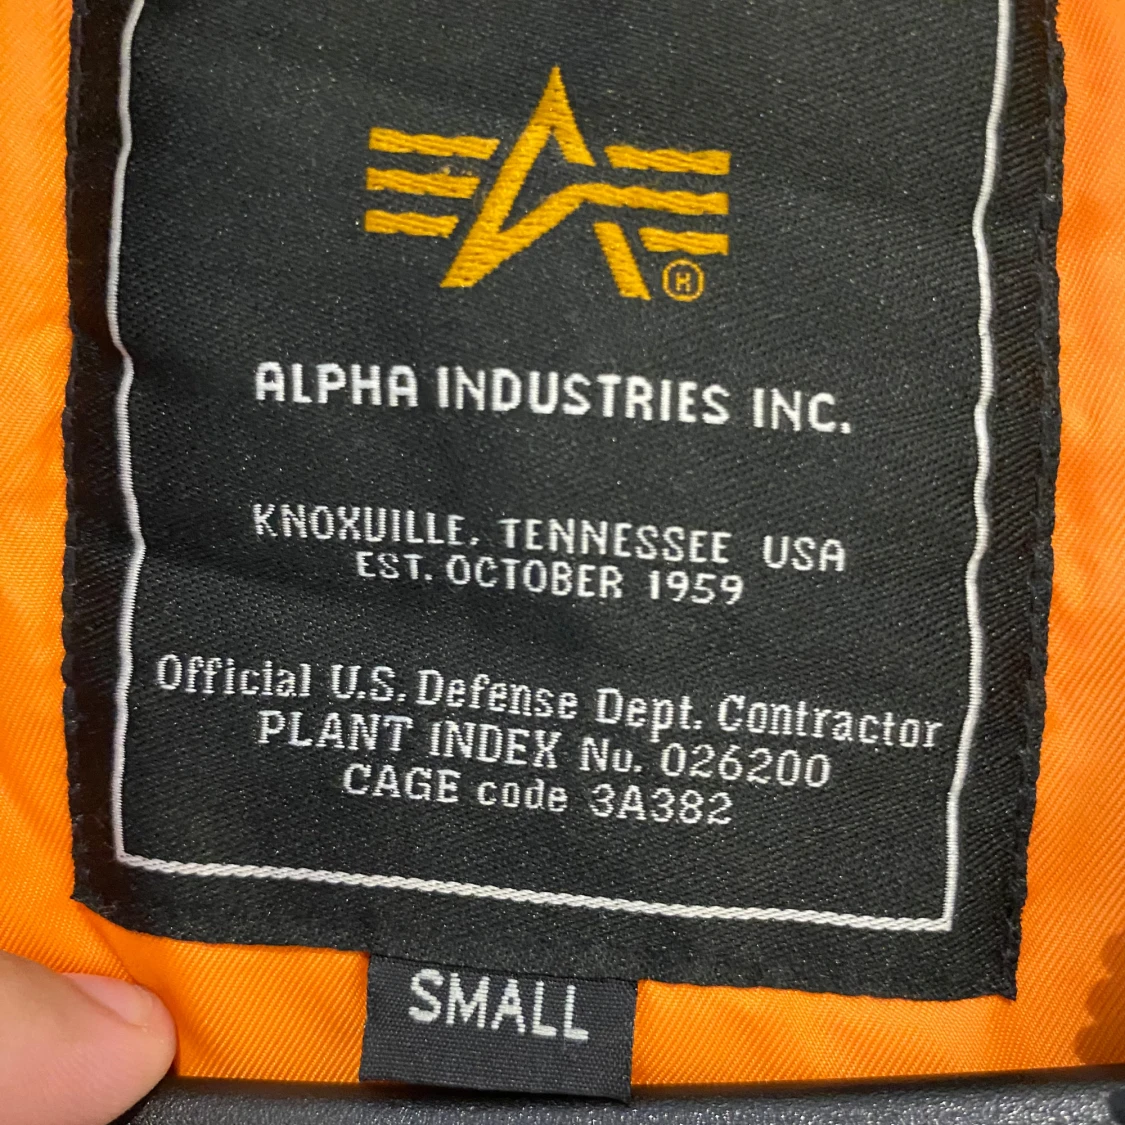 ®
ALPHA INDUSTRIES INC.
KNOXVILLE, TENNESSEE USA
EST. OCTOBER 1959
Official U.S. Defense Dept. Contractor
PLANT INDEX No. 026200
CAGE code 3A382
SMALL